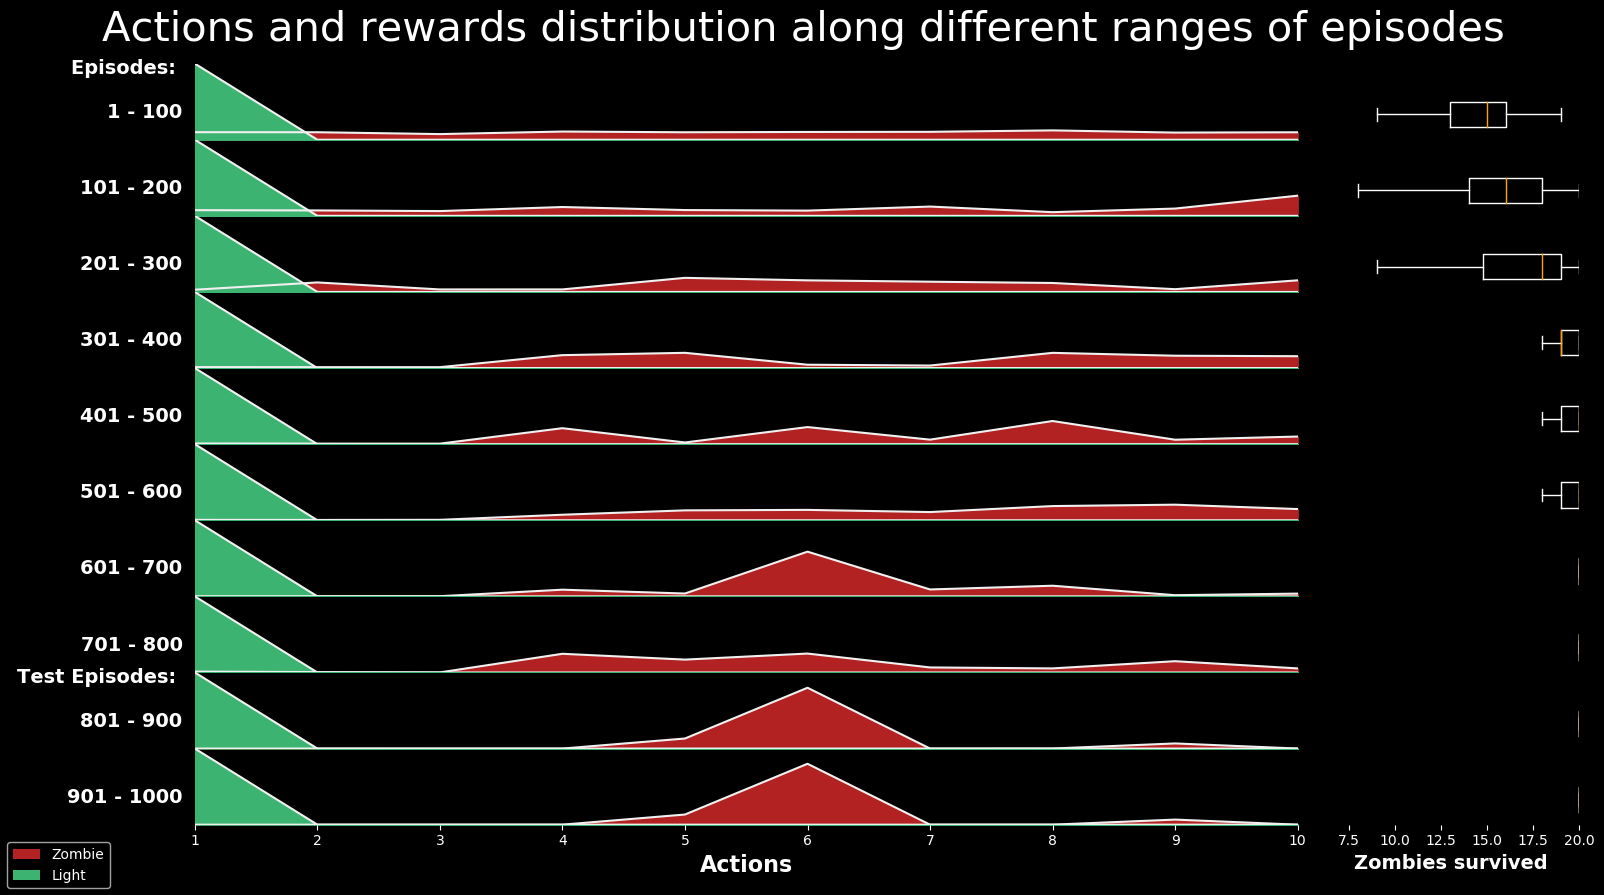 Actions and rewards distribution along different ranges of episodes
Episodes:
1 - 100
101 - 200
201 - 300
301 - 400
401 - 500
501 - 600
601 - 700
701 - 800
Test Episodes:
801 - 900
901 - 1000
1 2 3 4 5 6 7 8 9 10
7.5 10.0 12.5 15.0 17.5 20.0
Actions
Zombies survived
Zombie
Light